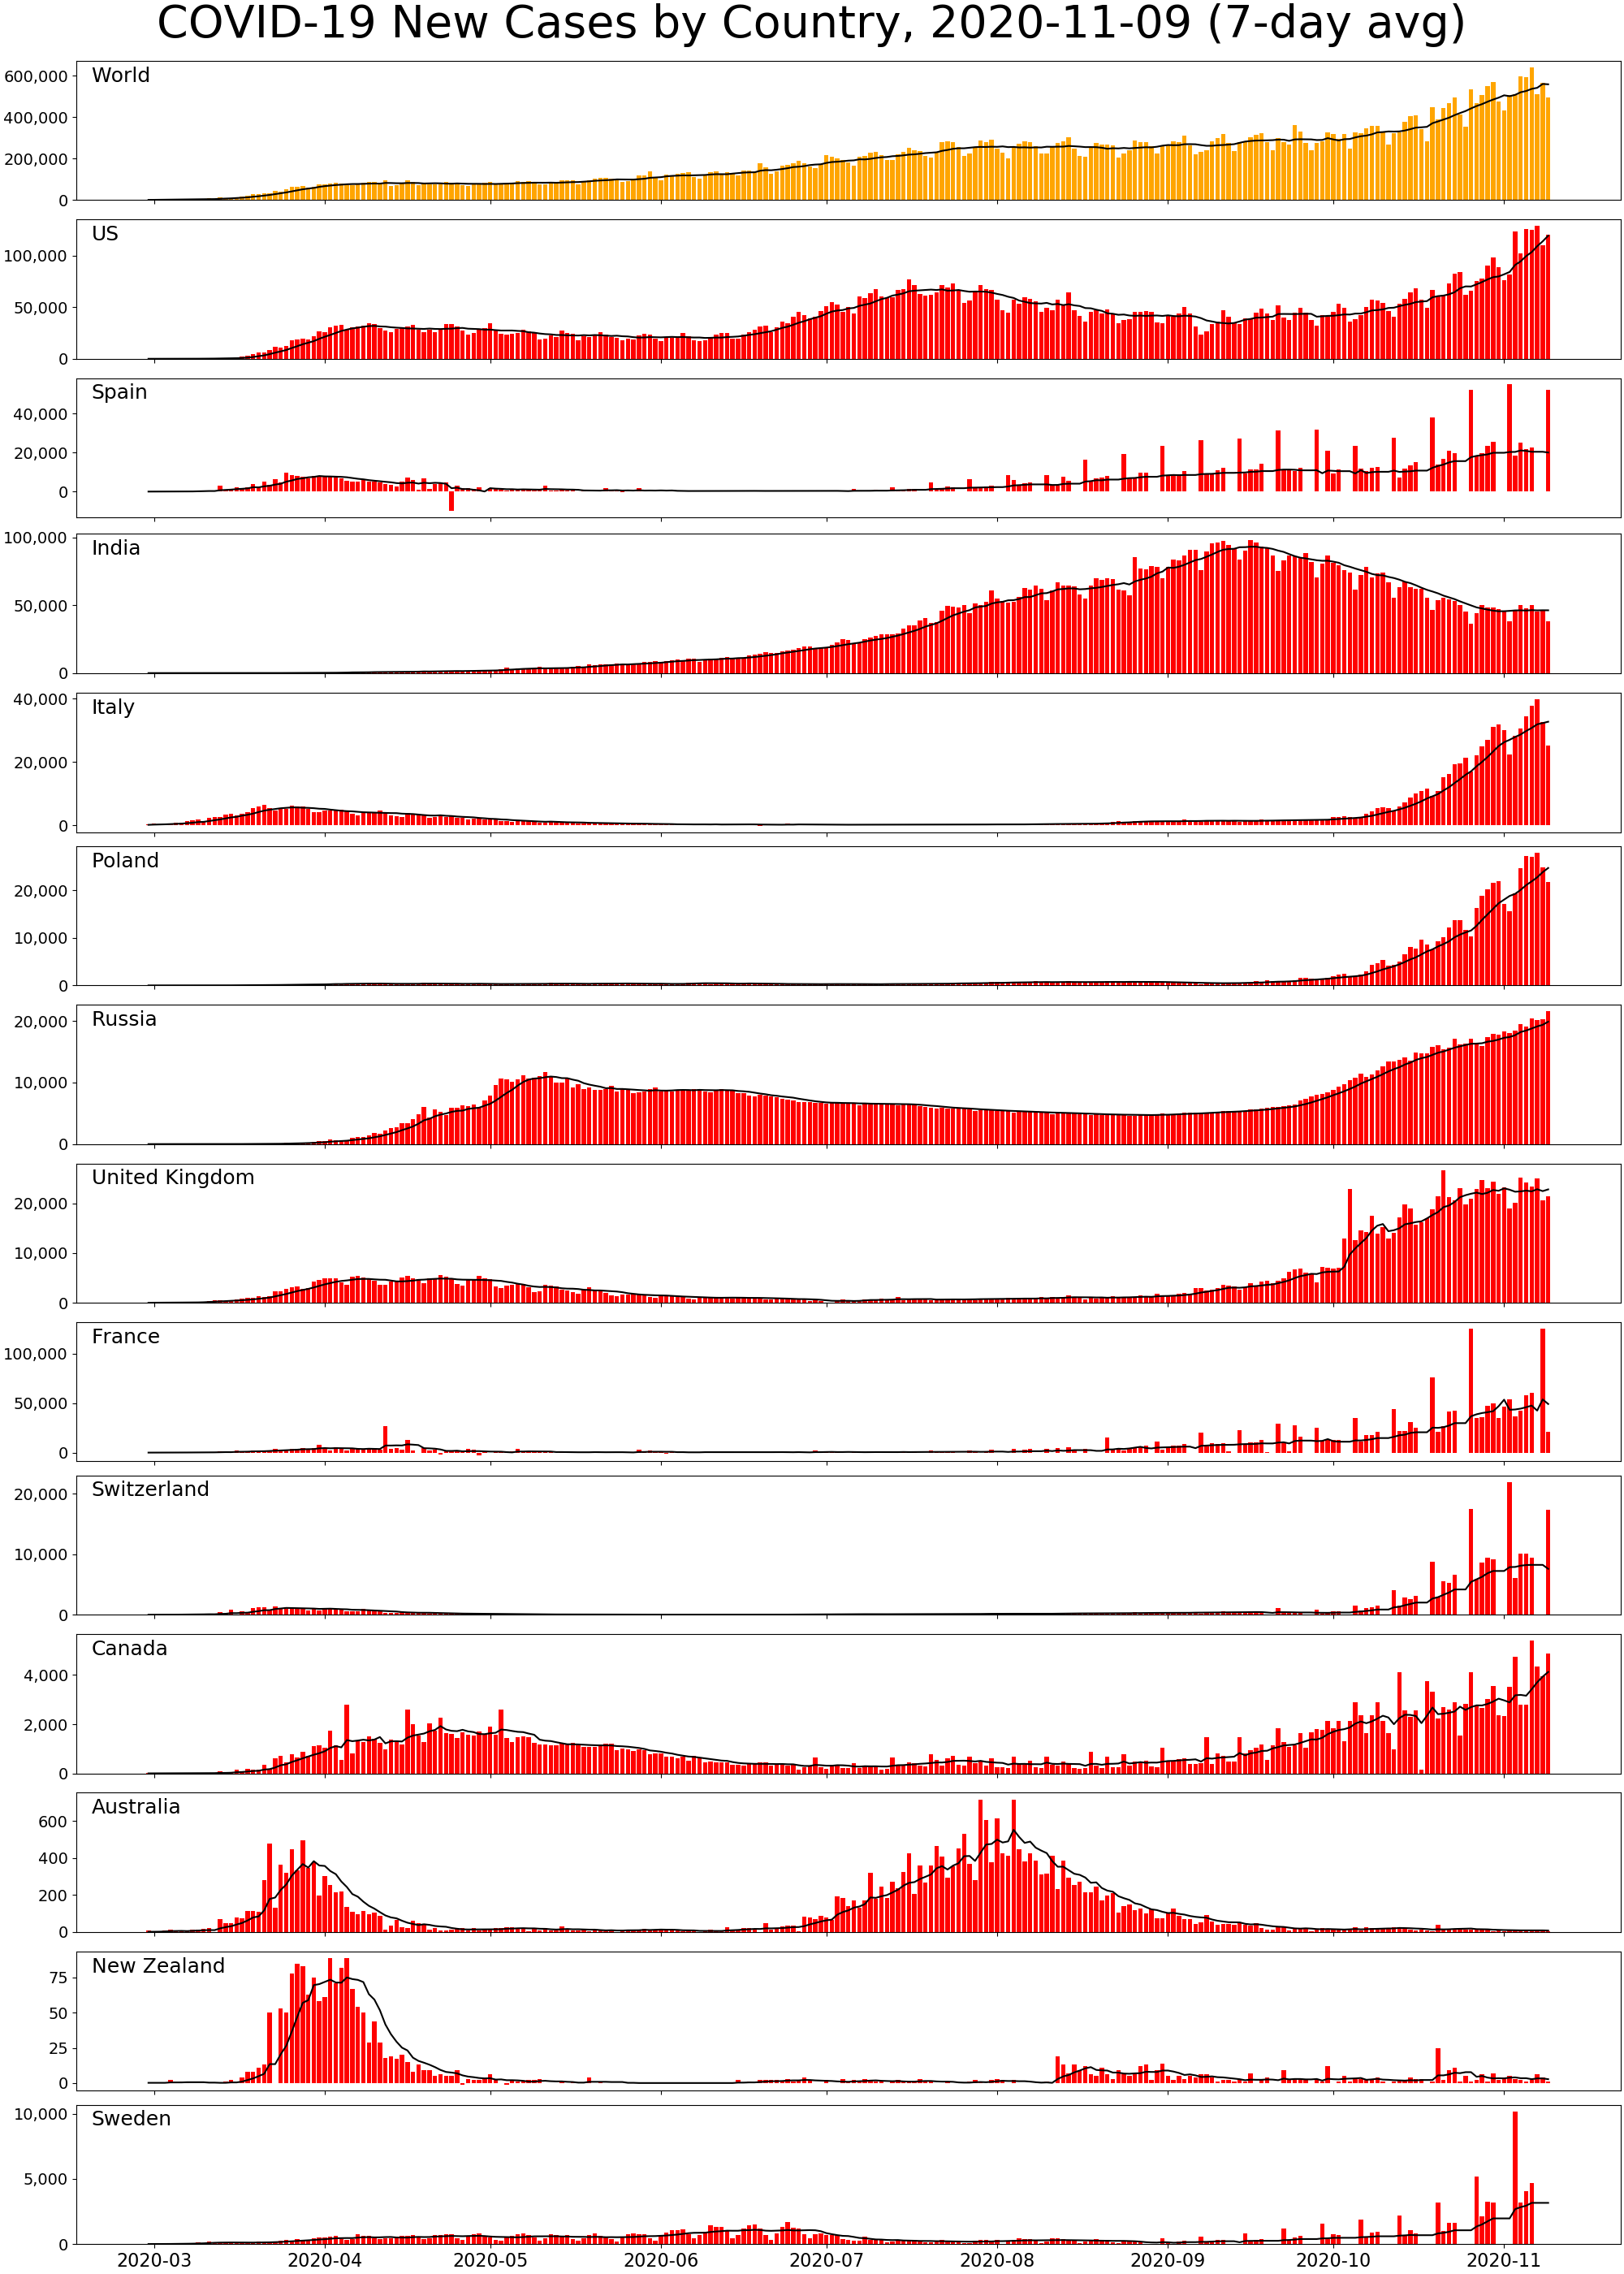 COVID-19 New Cases by Country, 2020-11-09 (7-day avg)
World
600,000
400,000
200,000
0
US
100,000
50,000
0
Spain
40,000
20,000
0
India
100,000
50,000
0
Italy
40,000
20,000
0
Poland
20,000
10,000
0
Russia
20,000
10,000
0
United Kingdom
20,000
10,000
0
France
100,000
50,000
0
Switzerland
20,000
10,000
0
Canada
4,000
2,000
0
Australia
600
400
200
0
New Zealand
75
50
25
0
Sweden
10,000
5,000
0
2020-03 2020-04 2020-05 2020-06 2020-07 2020-08 2020-09 2020-10 2020-11